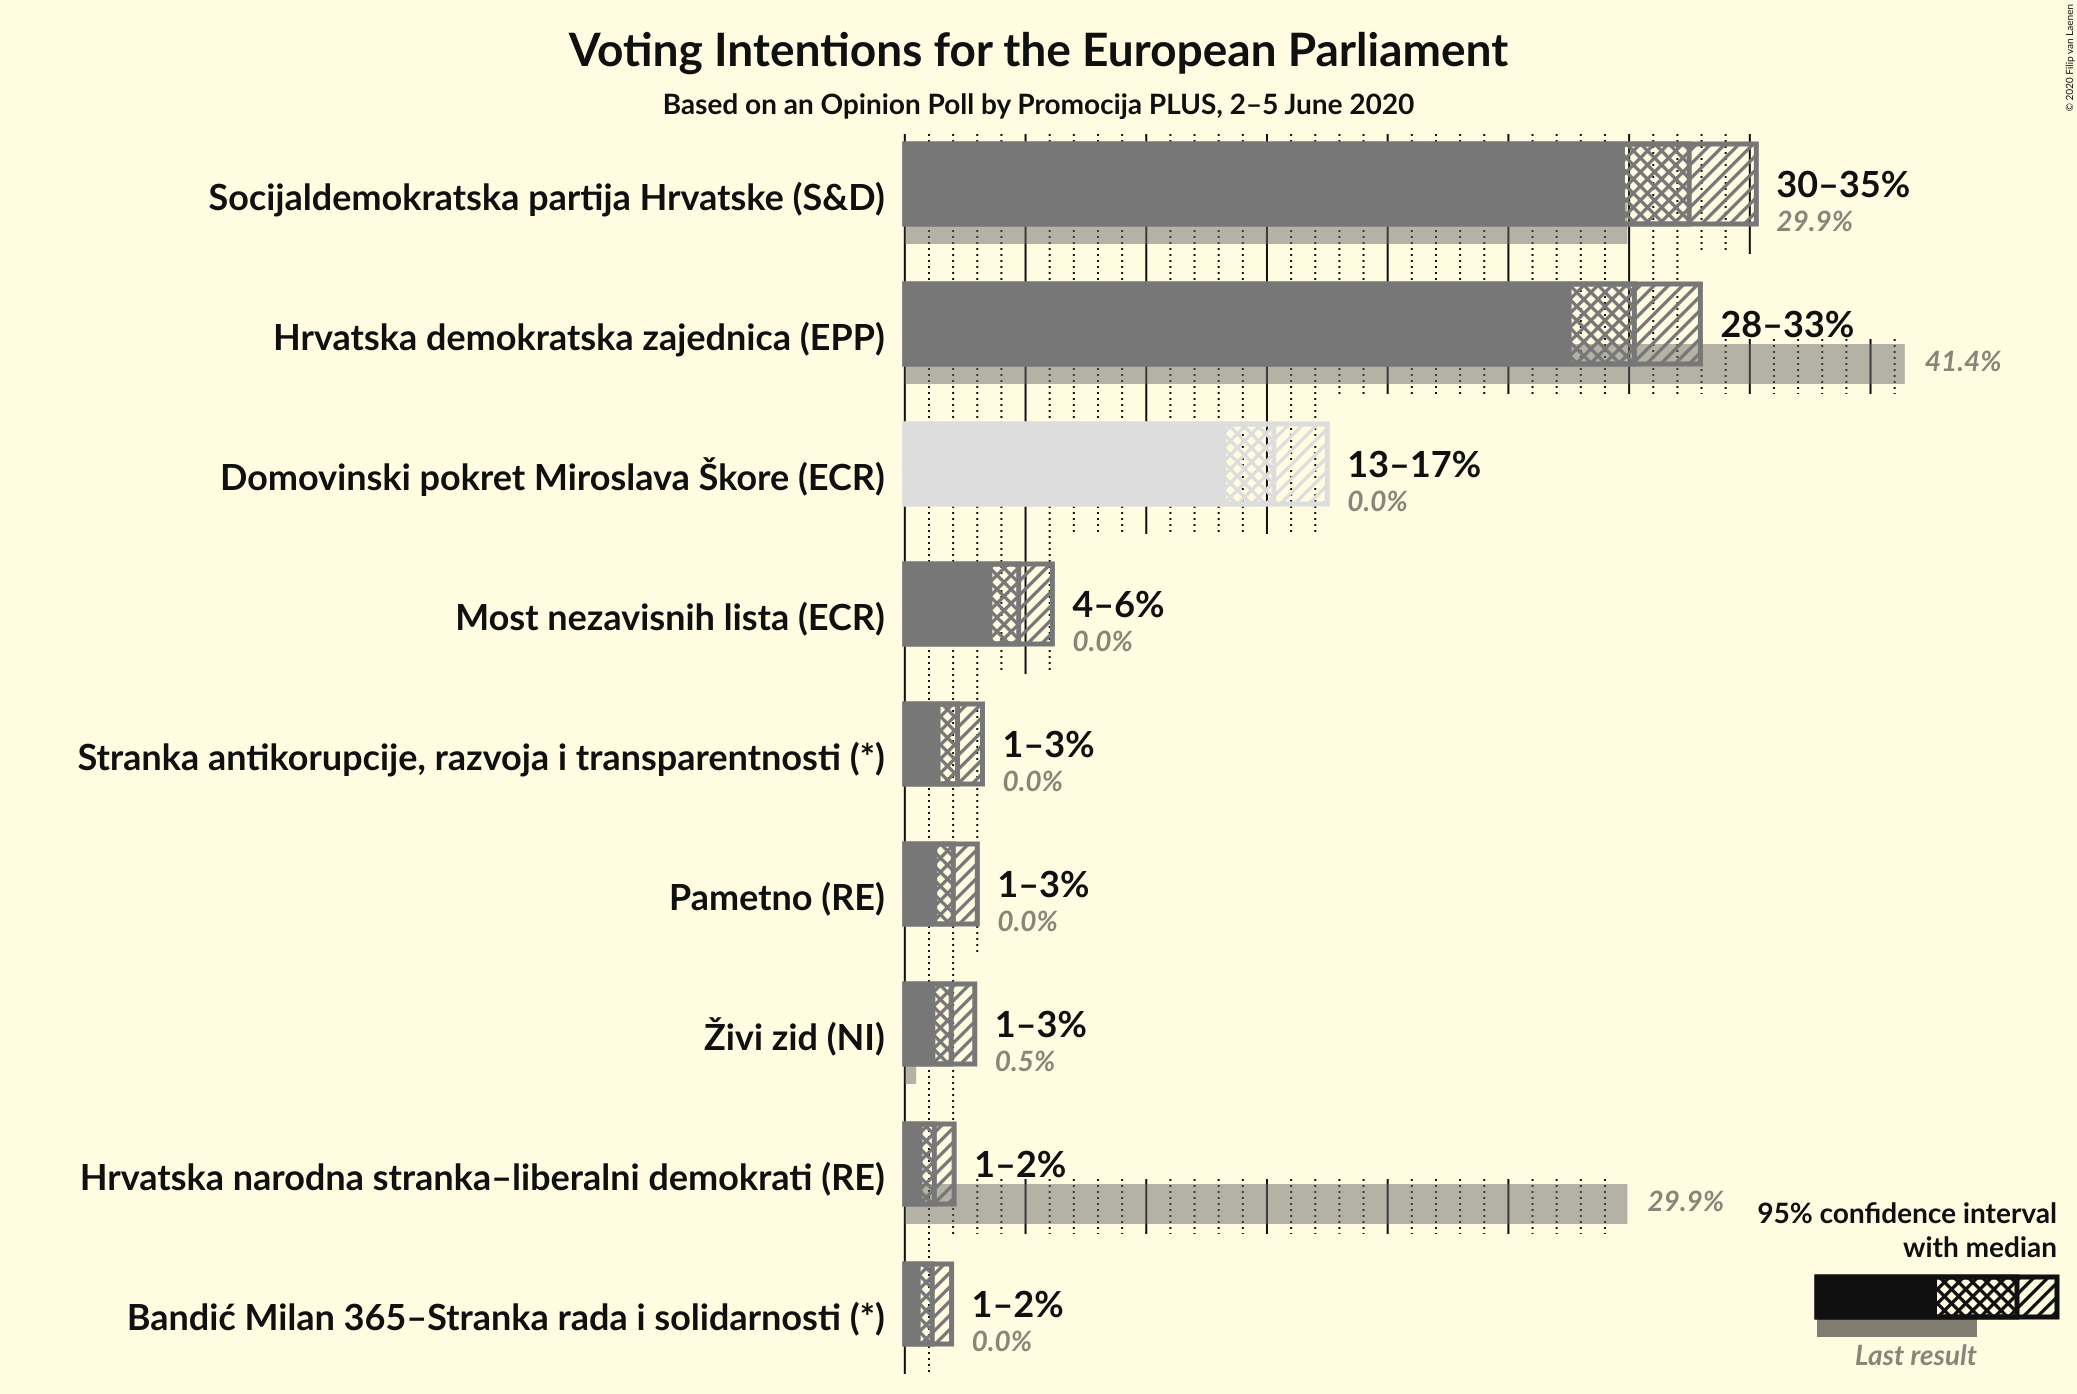 Voting Intentions for the European Parliament
Based on an Opinion Poll by Promocija PLUS, 2–5 June 2020
© 2020 Filip van Laenen
Socijaldemokratska partija Hrvatske (S&D)
30–35%
29.9%
Hrvatska demokratska zajednica (EPP)
28–33%
41.4%
Domovinski pokret Miroslava Škore (ECR)
13–17%
0.0%
Most nezavisnih lista (ECR)
4–6%
0.0%
Stranka antikorupcije, razvoja i transparentnosti (*)
1–3%
0.0%
Pametno (RE)
1–3%
0.0%
Živi zid (NI)
1–3%
0.5%
Hrvatska narodna stranka–liberalni demokrati (RE)
1–2%
29.9%
Bandić Milan 365–Stranka rada i solidarnosti (*)
1–2%
0.0%
95% confidence interval
with median
Last result